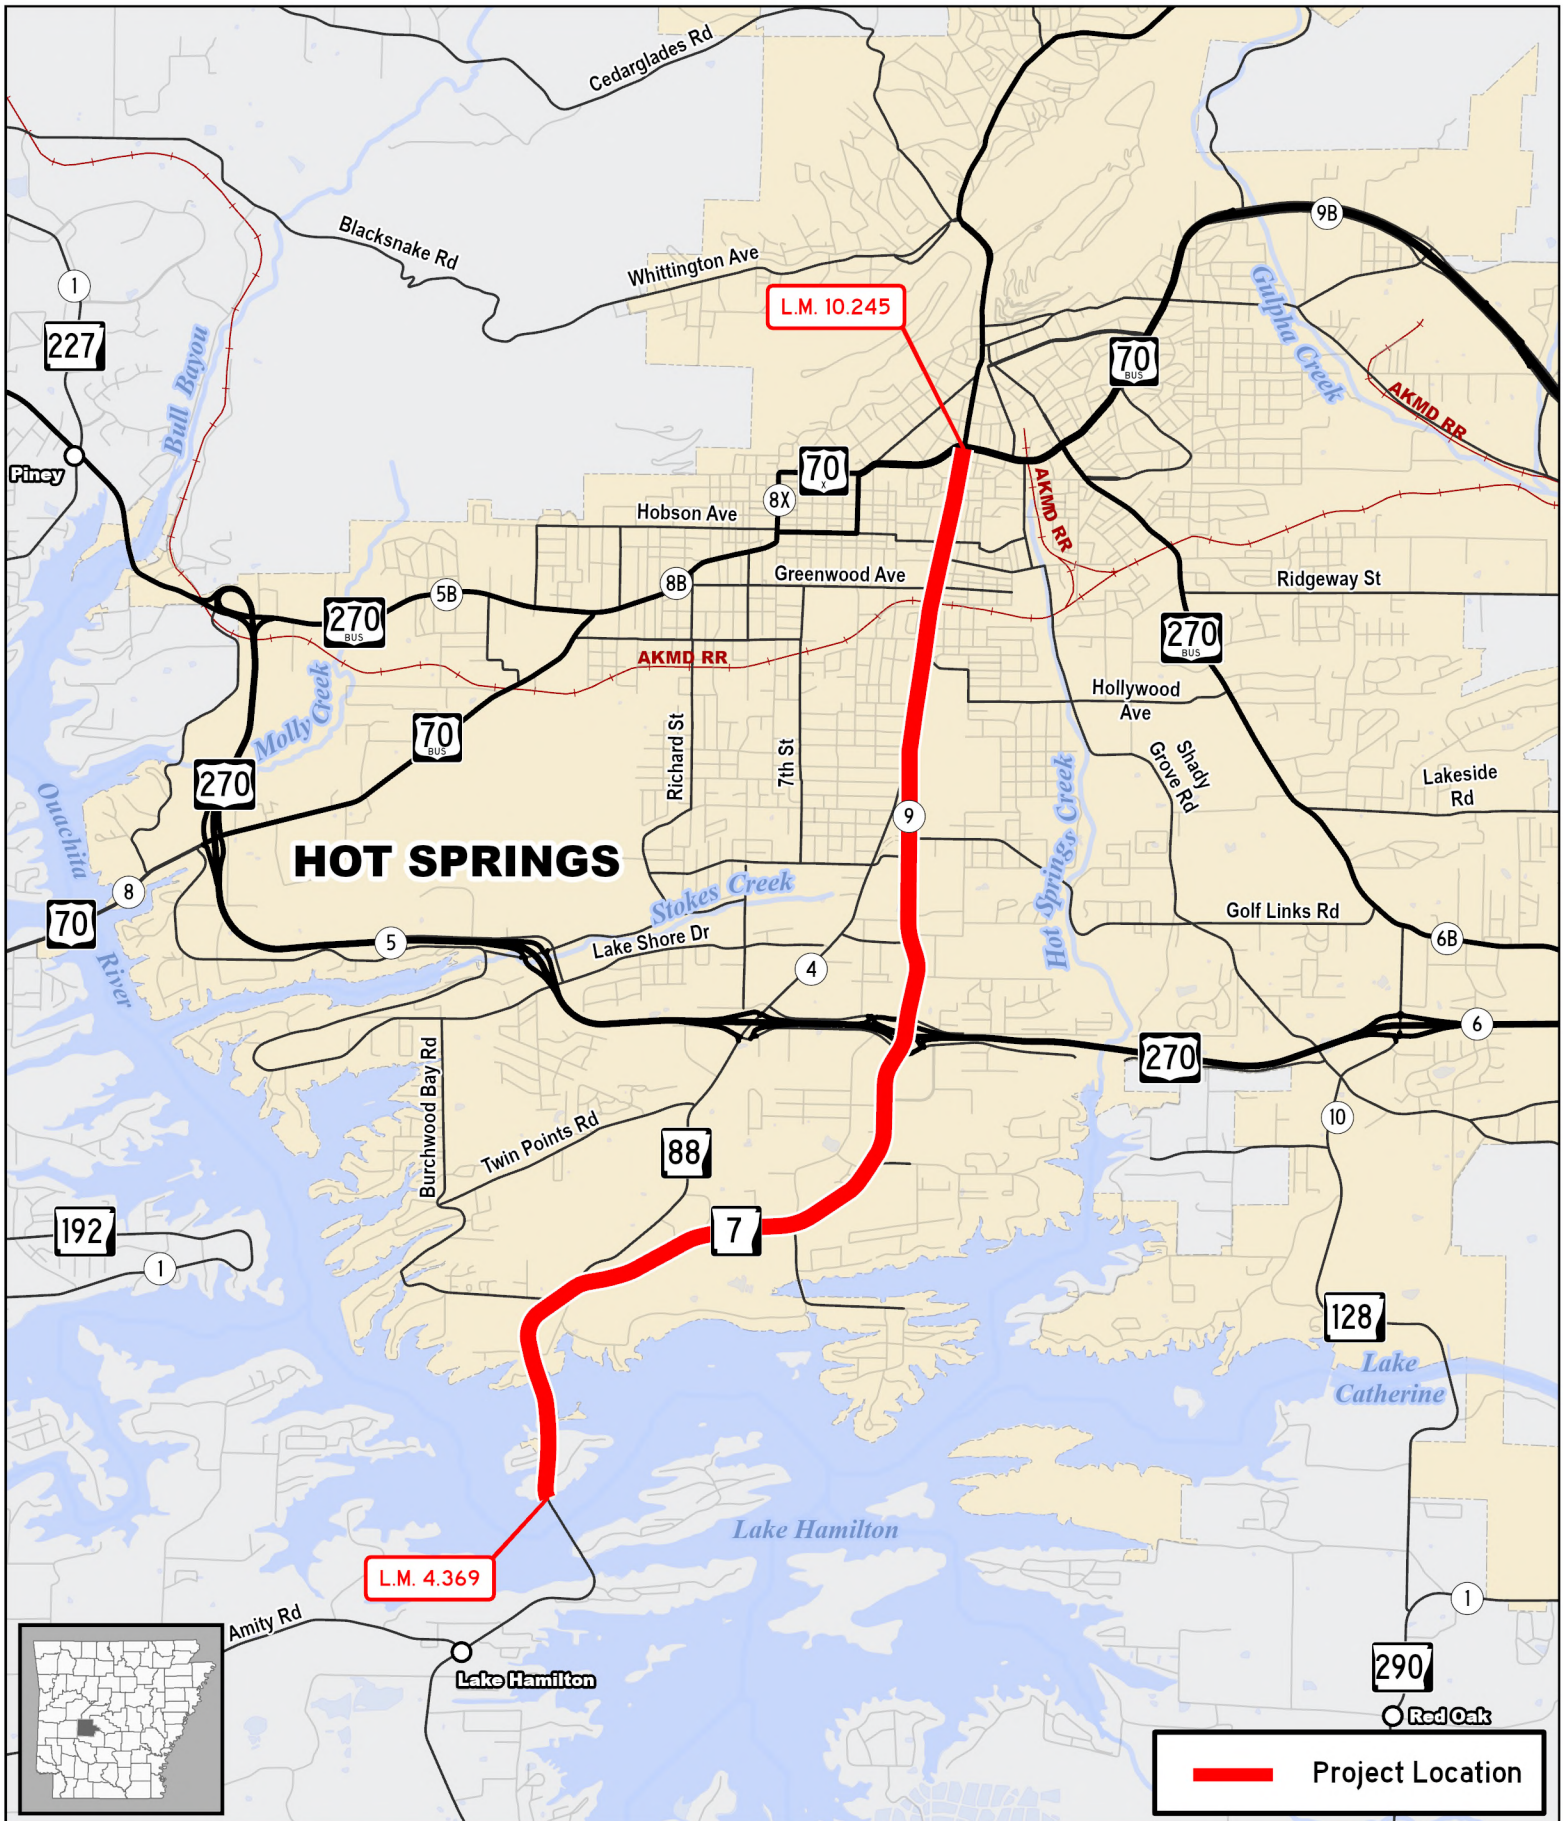 Cedarglades Rd
9B
Blacksnake Rd
Whittington Ave
1
L.M. 10.245
Gulpha Creek
227
Bull Bayou
70
BUS
AKMD RR
Piney
70
X
8X
AKMD RR
Hobson Ave
8B
Greenwood Ave
5B
Ridgeway St
270
BUS
270
BUS
AKMD RR
Molly Creek
Hollywood
Ave
70
BUS
Richard St
7th St
Shady
Grove Rd
270
Lakeside
Rd
Ouachita
River
9
Hot Springs Creek
HOT SPRINGS
Stokes Creek
8
70
Golf Links Rd
5
Lake Shore Dr
6B
4
6
270
Burchwood Bay Rd
10
Twin Points Rd
88
192
7
1
128
Lake
Catherine
Lake Hamilton
L.M. 4.369
1
Amity Rd
Lake Hamilton
290
Red Oak
Project Location